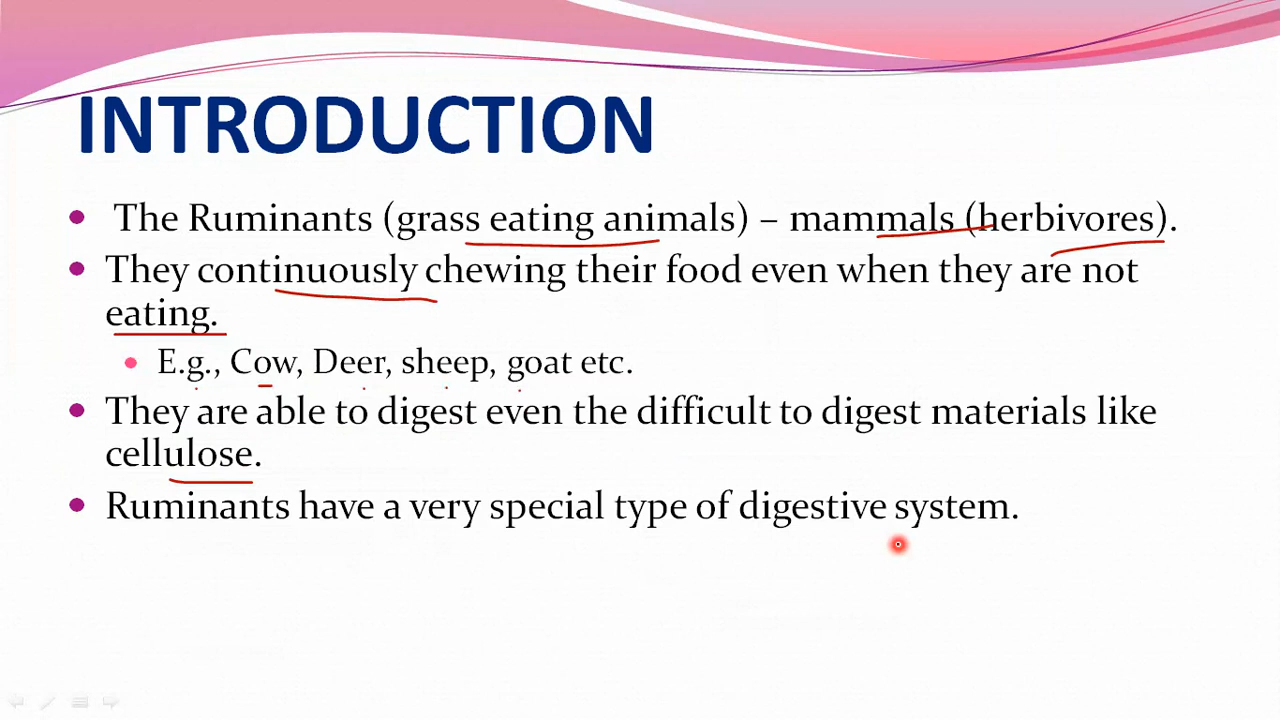 INTRODUCTION
• The Ruminants (grass eating animals) – mammals (herbivores).
• They continuously chewing their food even when they are not
eating.
• E.g., Cow, Deer, sheep, goat etc.
• They are able to digest even the difficult to digest materials like
cellulose.
• Ruminants have a very special type of digestive system.